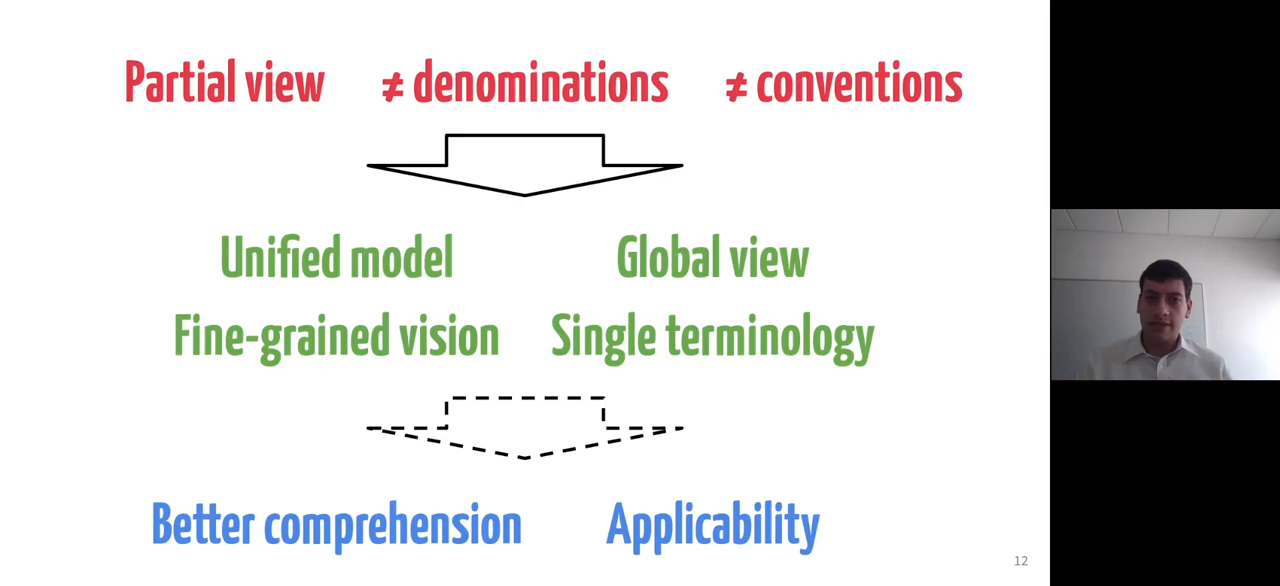 Partial view ≠ denominations ≠ conventions
Unified model Global view
Fine-grained vision Single terminology
Better comprehension Applicability
12